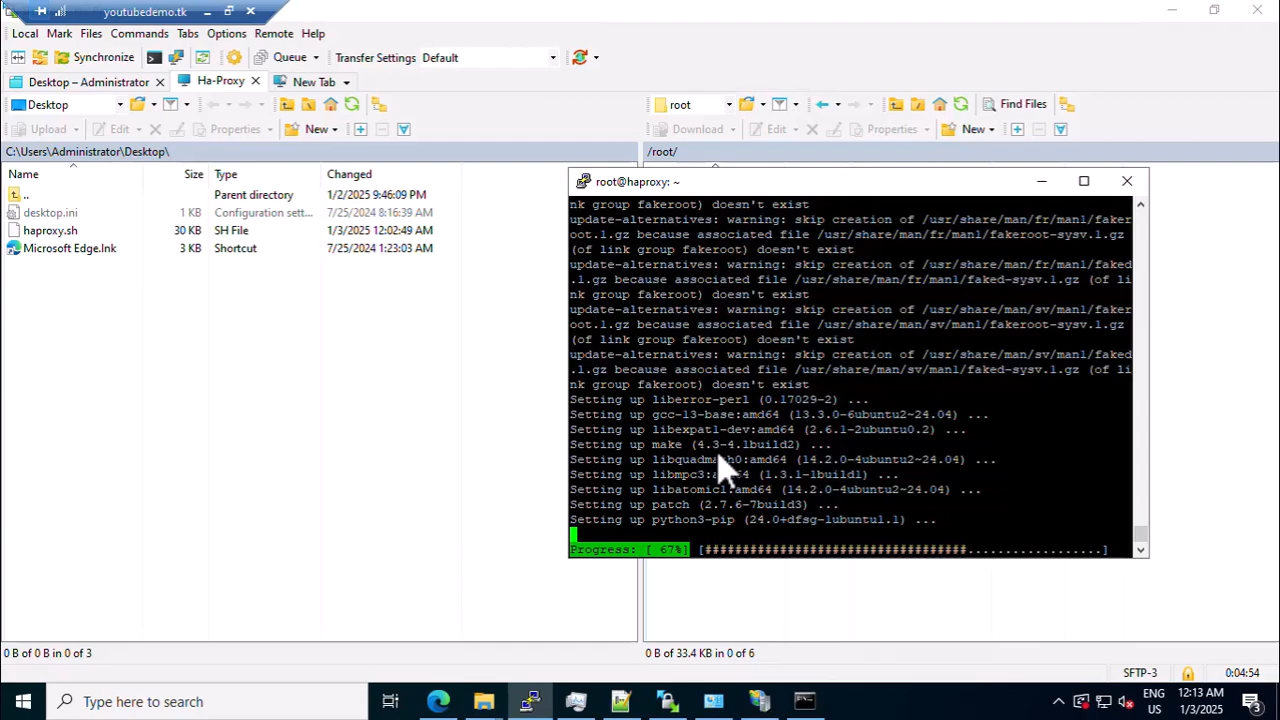 youtubedemo.tk
Local Mark Files Commands Tabs Options Remote Help
Synchronize Queue Transfer Settings Default
Desktop – Administrator Ha-Proxy New Tab
Desktop root Find Files
Upload Edit Properties New Download Edit Properties New
C:\Users\Administrator\Desktop\ /root/
Name Size Type Changed
.. Parent directory 1/2/2025 9:46:09 PM
desktop.ini 1 KB Configuration sett... 7/25/2024 8:16:39 AM
haproxy.sh 30 KB SH File 1/3/2025 12:02:49 AM
Microsoft Edge.lnk 3 KB Shortcut 7/25/2024 1:23:03 AM
root@haproxy: ~
nk group fakeroot) doesn't exist
update-alternatives: warning: skip creation of /usr/share/man/fr/man1/faker
oot.1.gz because associated file /usr/share/man/fr/man1/fakeroot-sysv.1.gz
(of link group fakeroot) doesn't exist
update-alternatives: warning: skip creation of /usr/share/man/fr/man1/faked
.1.gz because associated file /usr/share/man/fr/man1/faked-sysv.1.gz (of li
nk group fakeroot) doesn't exist
update-alternatives: warning: skip creation of /usr/share/man/sv/man1/faker
oot.1.gz because associated file /usr/share/man/sv/man1/fakeroot-sysv.1.gz
(of link group fakeroot) doesn't exist
update-alternatives: warning: skip creation of /usr/share/man/sv/man1/faked
.1.gz because associated file /usr/share/man/sv/man1/faked-sysv.1.gz (of li
nk group fakeroot) doesn't exist
Setting up liberror-perl (0.17029-2) ...
Setting up gcc-13-base:amd64 (13.3.0-6ubuntu2~24.04) ...
Setting up libexpat1-dev:amd64 (2.6.1-2ubuntu0.2) ...
Setting up make (4.3-4.1build2) ...
Setting up libquadmath0:amd64 (14.2.0-4ubuntu2~24.04) ...
Setting up libmpc3:amd64 (1.3.1-1build1) ...
Setting up libatomic1:amd64 (14.2.0-4ubuntu2~24.04) ...
Setting up patch (2.7.6-7build3) ...
Setting up python3-pip (24.0+dfsg-1ubuntu1.1) ...
Progress: [ 67%] [###################################..................]
0 B of 0 B in 0 of 3 0 B of 33.4 KB in 0 of 6
SFTP-3 0:04:54
Type here to search ENG 12:13 AM
US 1/3/2025 3